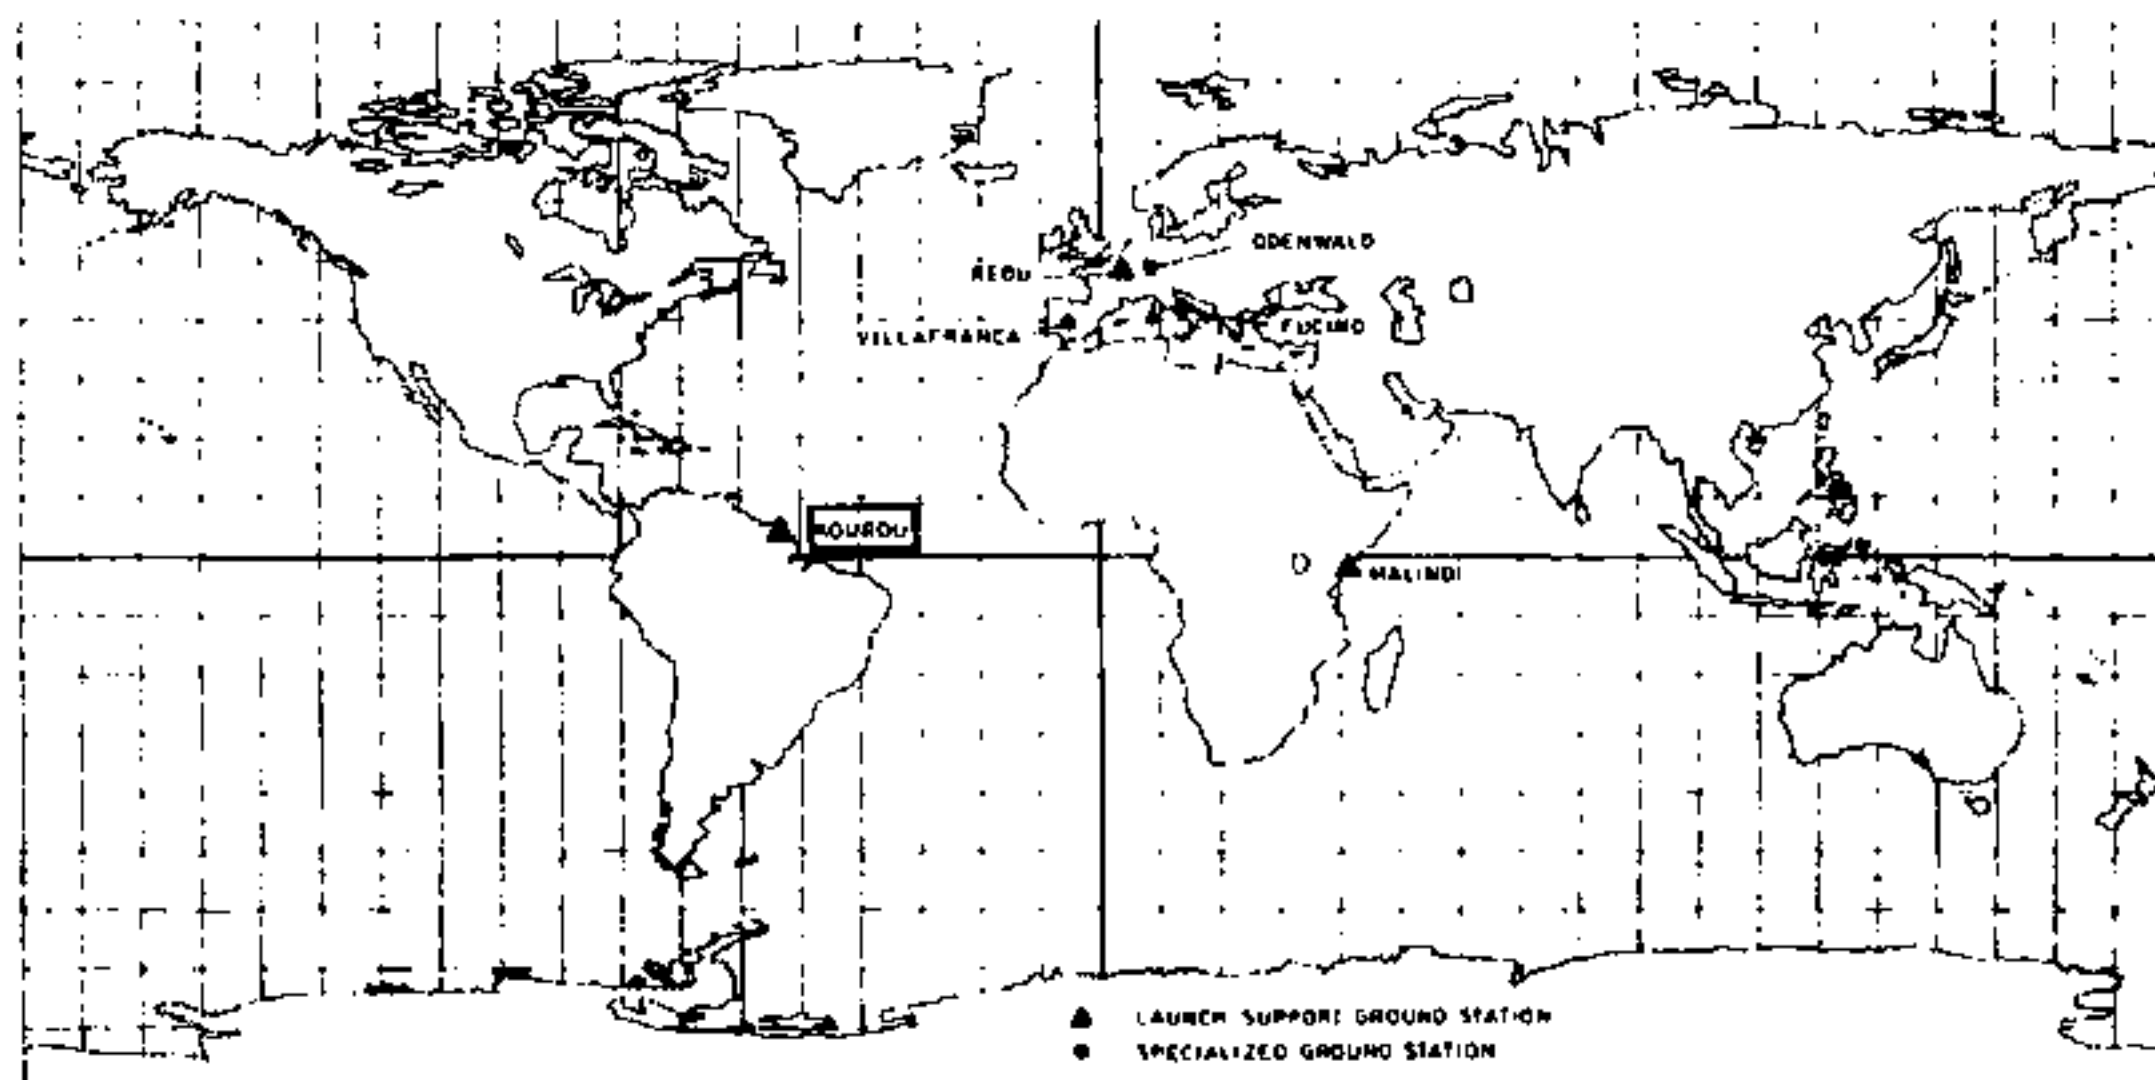 ODENWALD
REDU
FUCINO
VILLAFRANCA
KOUROU
MALINDI
LAUNCH SUPPORT GROUND STATION
SPECIALIZED GROUND STATION